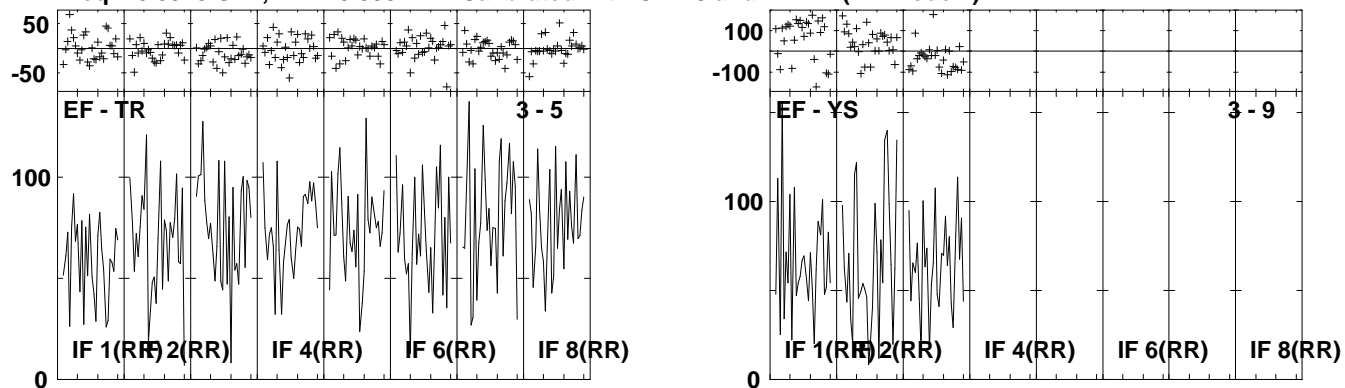 50
-50
EF - TR
3 - 5
100
0
IF 1(RR)
IF 2(RR)
IF 4(RR)
IF 6(RR)
IF 8(RR)
100
-100
EF - YS
3 - 9
100
0
IF 1(RR)
IF 2(RR)
IF 4(RR)
IF 6(RR)
IF 8(RR)